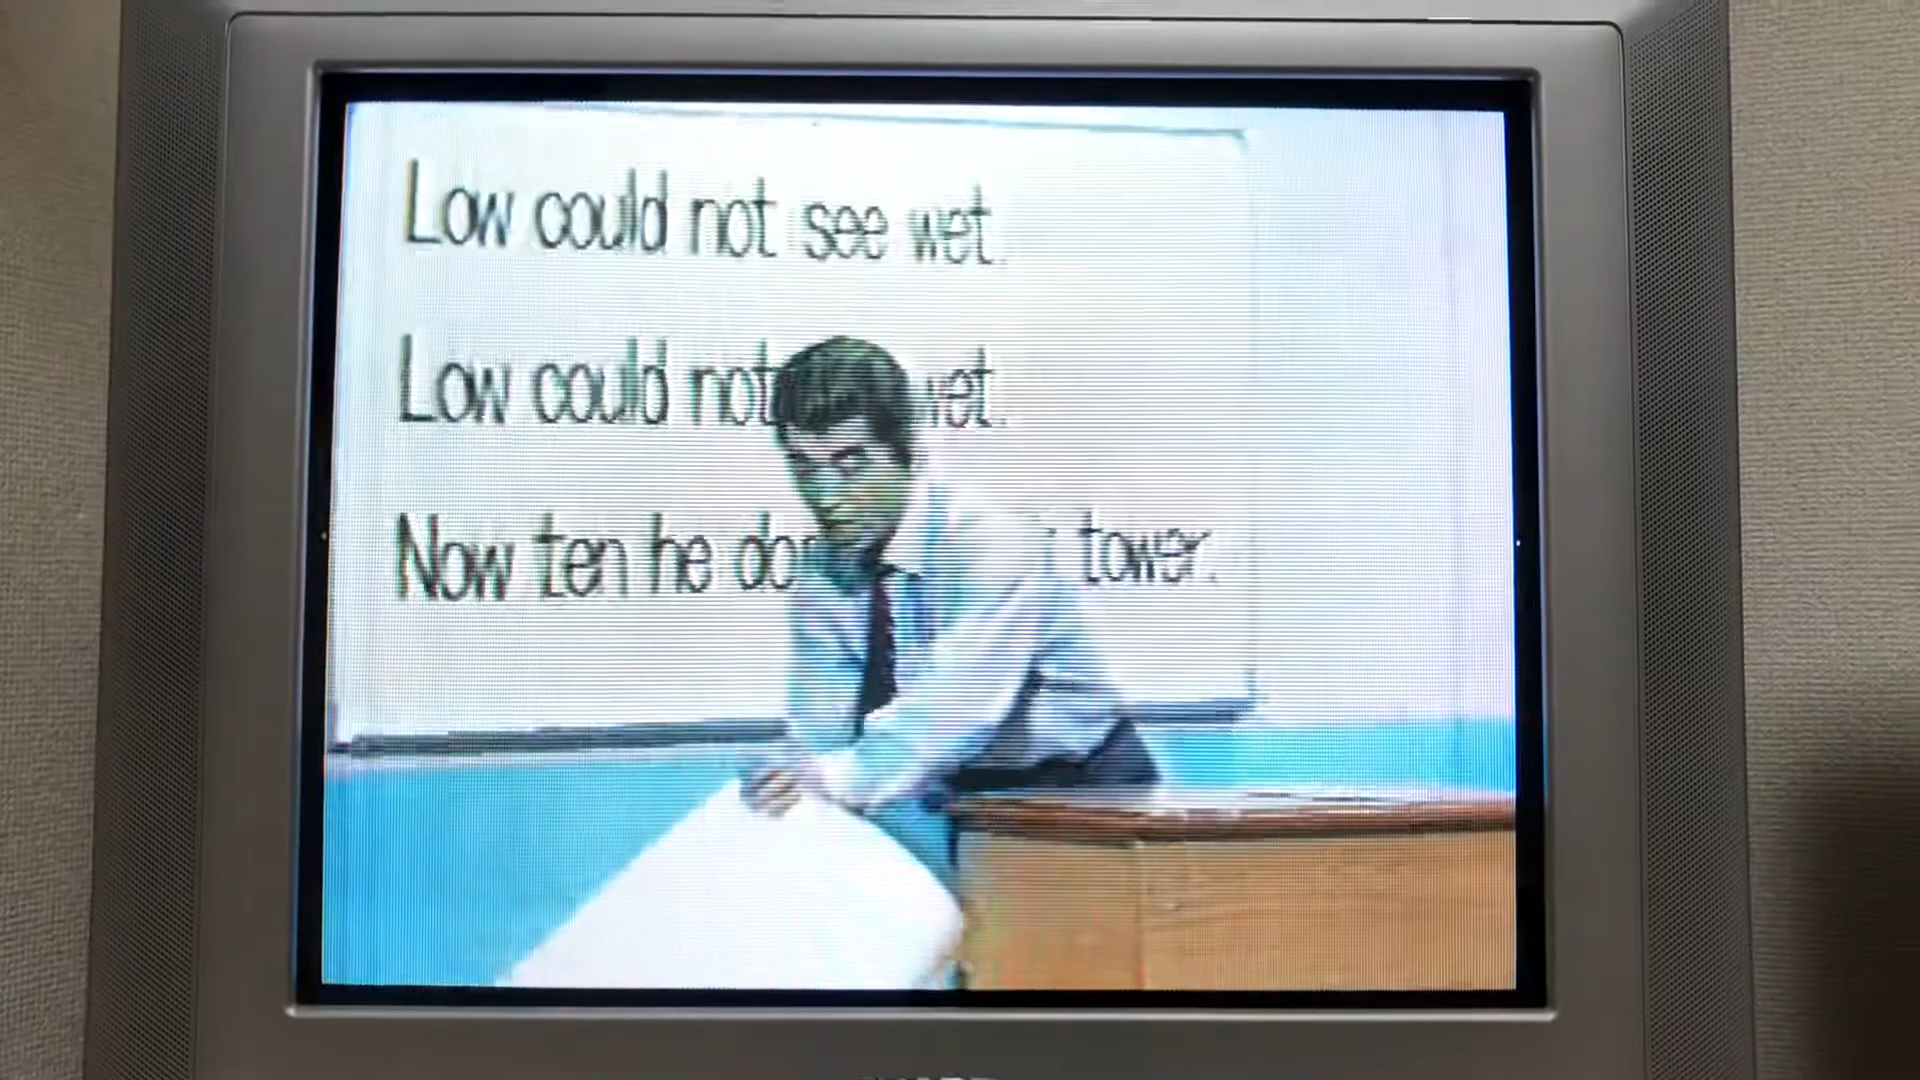 Low could not see wet.
Low could not wet.
Now ten he do tower.